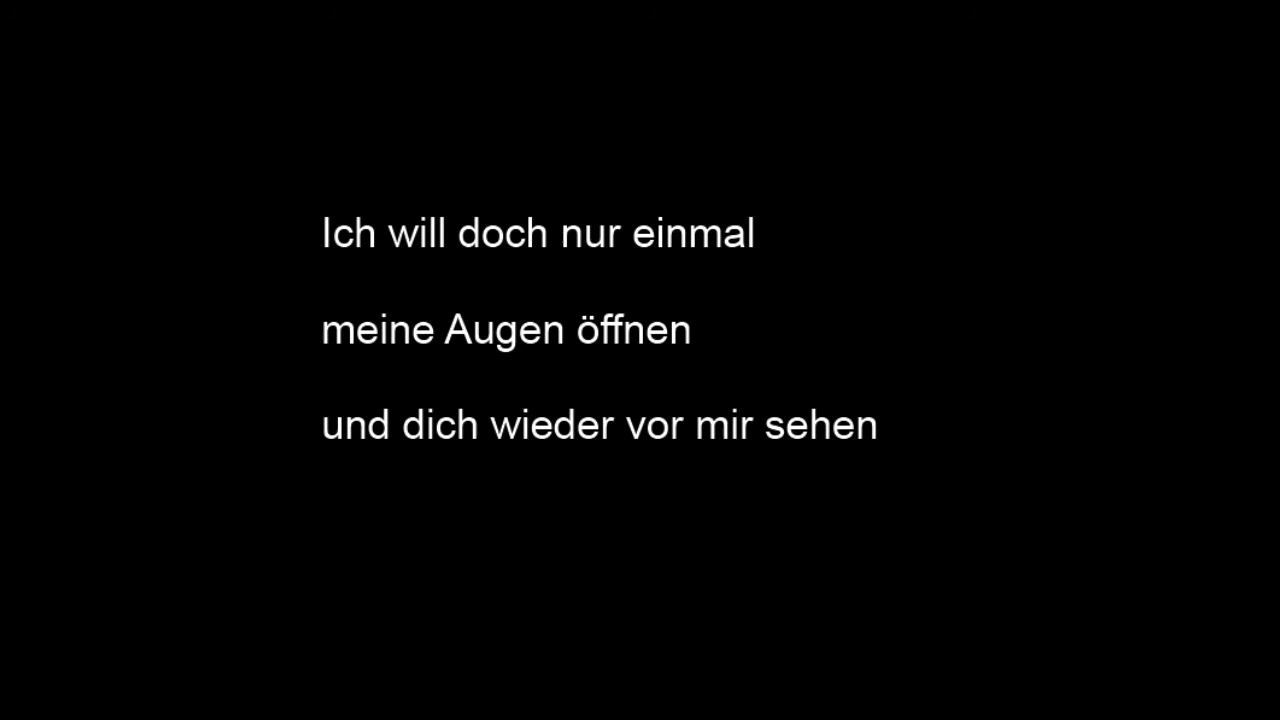 Ich will doch nur einmal
meine Augen öffnen
und dich wieder vor mir sehen